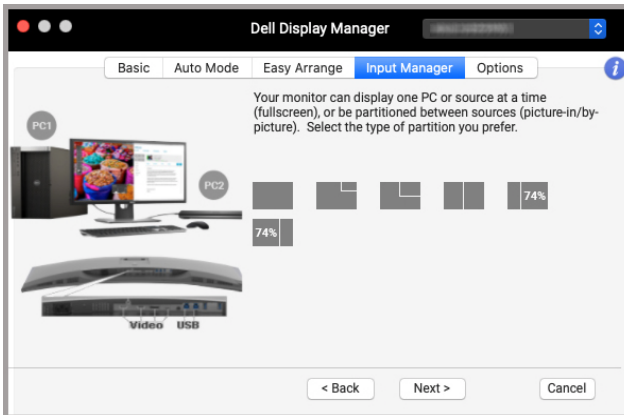 Dell Display Manager
Basic Auto Mode Easy Arrange Input Manager Options
Your monitor can display one PC or source at a time
(fullscreen), or be partitioned between sources (picture-in/by-
picture). Select the type of partition you prefer.
PC1
PC2
74%
74%
Video USB
< Back Next > Cancel